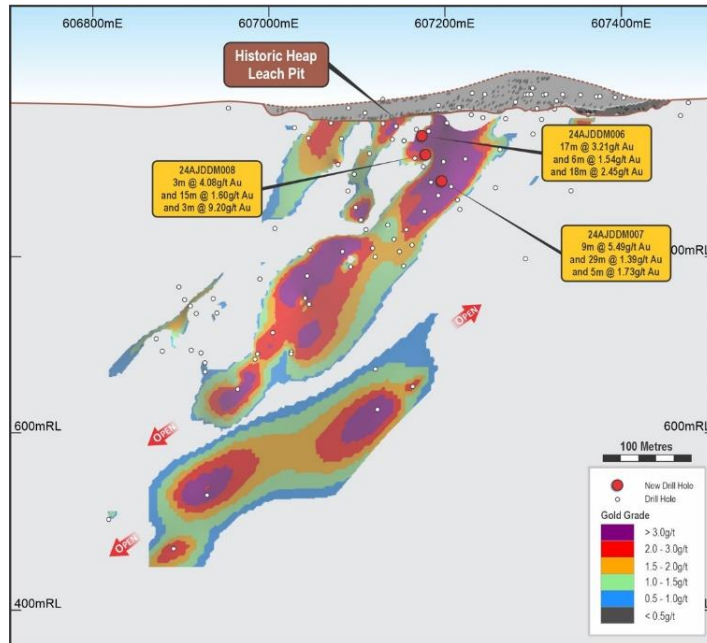 606800mE
607000mE
607200mE
607400mE
Historic Heap
Leach Pit
24AJDDM006
17m @ 3.21g/t Au
and 6m @ 1.54g/t Au
and 18m @ 2.45g/t Au
24AJDDM008
3m @ 4.08g/t Au
and 15m @ 1.60g/t Au
and 3m @ 9.20g/t Au
24AJDDM007
9m @ 5.49g/t Au
and 29m @ 1.39g/t Au
and 5m @ 1.73g/t Au
00mRL
OPEN
600mRL
600mRL
OPEN
100 Metres
New Drill Hole
Drill Hole
Gold Grade
> 3.0g/t
2.0 - 3.0g/t
1.5 - 2.0g/t
1.0 - 1.5g/t
0.5 - 1.0g/t
< 0.5g/t
OPEN
400mRL